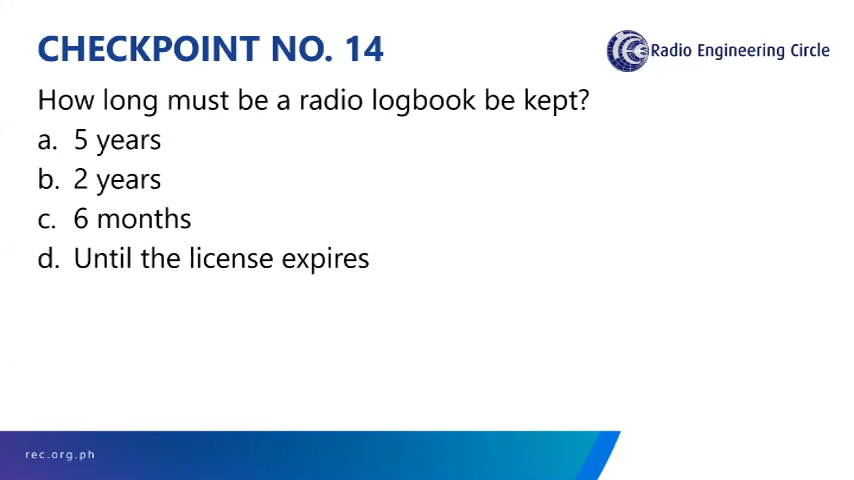 CHECKPOINT NO. 14
Radio Engineering Circle
How long must be a radio logbook be kept?
a. 5 years
b. 2 years
c. 6 months
d. Until the license expires
rec.org.ph